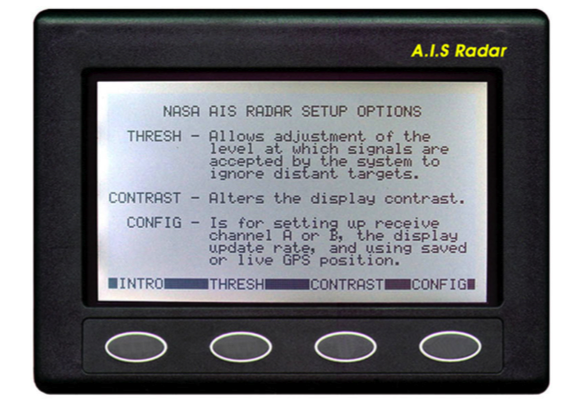 A.I.S Radar
NASA AIS RADAR SETUP OPTIONS
THRESH - Allows adjustment of the
level at which signals are
accepted by the system to
ignore distant targets.
CONTRAST - Alters the display contrast.
CONFIG - Is for setting up receive
channel A or B, the display
update rate, and using saved
or live GPS position.
INTRO THRESH CONTRAST CONFIG